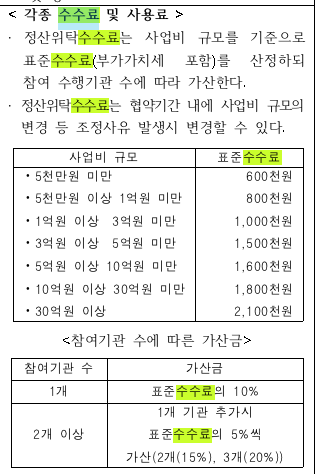 < 각종 수수료 및 사용료 >
· 정산위탁수수료는 사업비 규모를 기준으로
표준수수료(부가가치세 포함)를 산정하되
참여 수행기관 수에 따라 가산한다.
· 정산위탁수수료는 협약기간 내에 사업비 규모의
변경 등 조정사유 발생시 변경할 수 있다.
사업비 규모 표준수수료
· 5천만원 미만 600천원
· 5천만원 이상 1억원 미만 800천원
· 1억원 이상 3억원 미만 1,000천원
· 3억원 이상 5억원 미만 1,500천원
· 5억원 이상 10억원 미만 1,600천원
· 10억원 이상 30억원 미만 1,800천원
· 30억원 이상 2,100천원
<참여기관 수에 따른 가산금>
참여기관 수 가산금
1개 표준수수료의 10%
2개 이상 1개 기관 추가시
표준수수료의 5%씩
가산(2개(15%), 3개(20%))